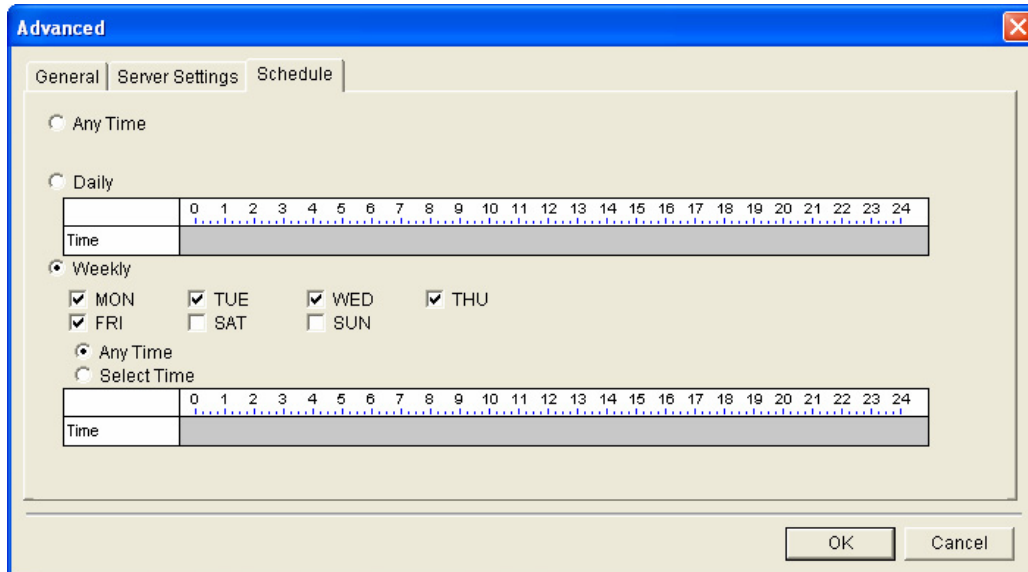 Advanced
General Server Settings Schedule
Any Time
Daily
0 1 2 3 4 5 6 7 8 9 10 11 12 13 14 15 16 17 18 19 20 21 22 23 24
Time
Weekly
MON TUE WED THU
FRI SAT SUN
Any Time
Select Time
0 1 2 3 4 5 6 7 8 9 10 11 12 13 14 15 16 17 18 19 20 21 22 23 24
Time
OK Cancel